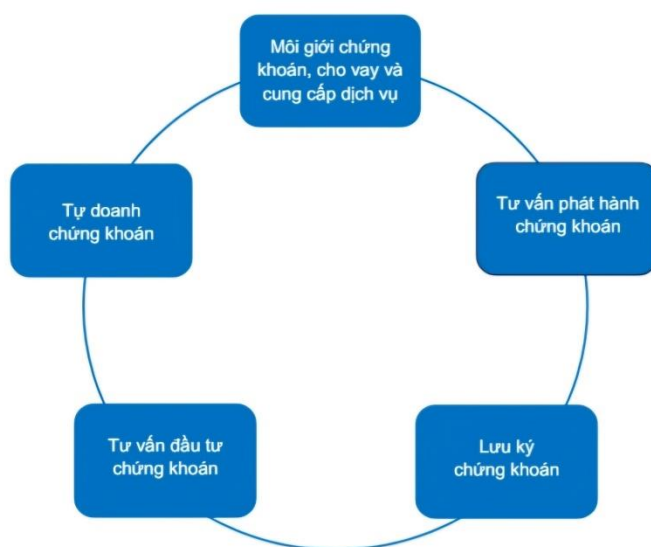 Môi giới chứng
khoán, cho vay và
cung cấp dịch vụ
Tự doanh
chứng khoán
Tư vấn phát hành
chứng khoán
Tư vấn đầu tư
chứng khoán
Lưu ký
chứng khoán